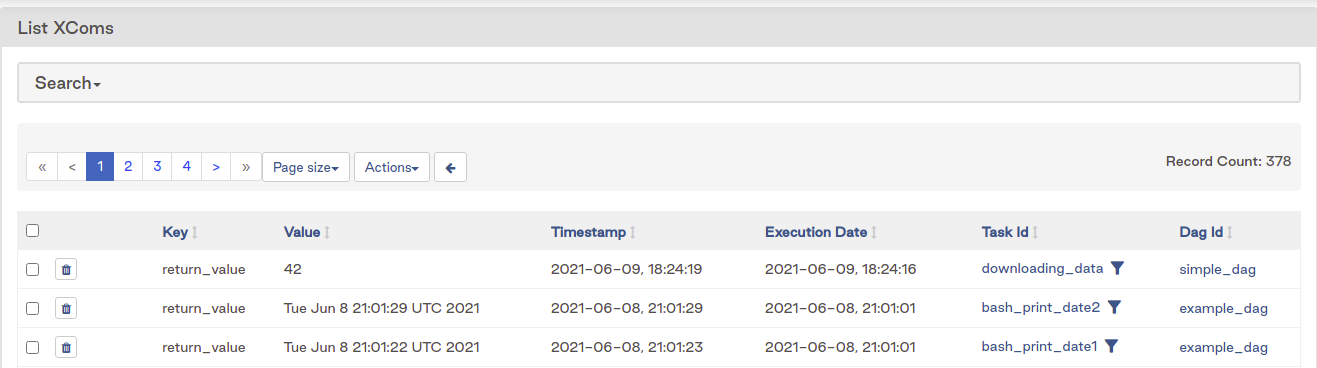 List XComs
Search
« < 1 2 3 4 > » Page size Actions Record Count: 378
Key Value Timestamp Execution Date Task Id Dag Id
return_value 42 2021-06-09, 18:24:19 2021-06-09, 18:24:16 downloading_data simple_dag
return_value Tue Jun 8 21:01:29 UTC 2021 2021-06-08, 21:01:29 2021-06-08, 21:01:01 bash_print_date2 example_dag
return_value Tue Jun 8 21:01:22 UTC 2021 2021-06-08, 21:01:23 2021-06-08, 21:01:01 bash_print_date1 example_dag